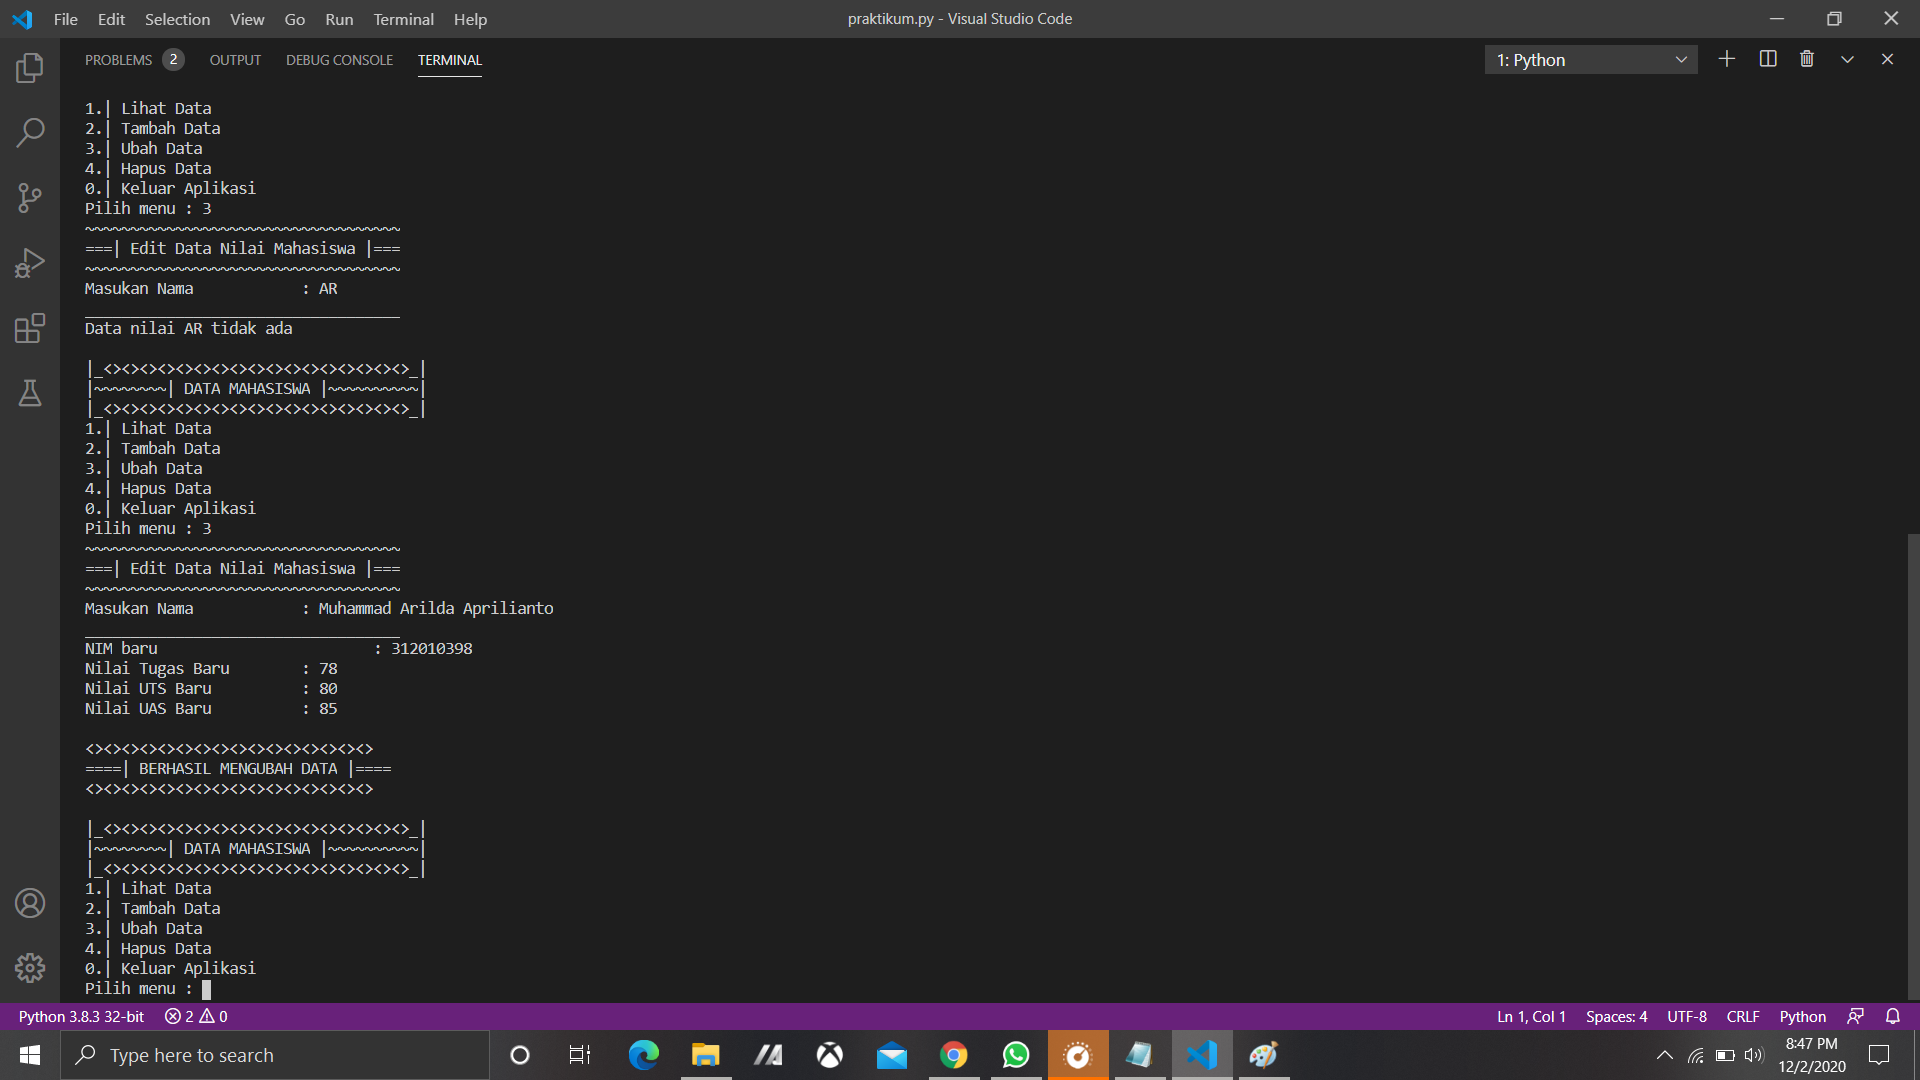 File Edit Selection View Go Run Terminal Help
praktikum.py - Visual Studio Code
PROBLEMS 2 OUTPUT DEBUG CONSOLE TERMINAL
1: Python
1.| Lihat Data
2.| Tambah Data
3.| Ubah Data
4.| Hapus Data
0.| Keluar Aplikasi
Pilih menu : 3
~~~~~~~~~~~~~~~~~~~~~~~~~~~~~~~~~~~
===| Edit Data Nilai Mahasiswa |===
~~~~~~~~~~~~~~~~~~~~~~~~~~~~~~~~~~~
Masukan Nama            : AR
___________________________________
Data nilai AR tidak ada
|_<><><><><><><><><><><><><><><><><>_|
|~~~~~~~~| DATA MAHASISWA |~~~~~~~~~~|
|_<><><><><><><><><><><><><><><><><>_|
1.| Lihat Data
2.| Tambah Data
3.| Ubah Data
4.| Hapus Data
0.| Keluar Aplikasi
Pilih menu : 3
~~~~~~~~~~~~~~~~~~~~~~~~~~~~~~~~~~~
===| Edit Data Nilai Mahasiswa |===
~~~~~~~~~~~~~~~~~~~~~~~~~~~~~~~~~~~
Masukan Nama            : Muhammad Arilda Aprilianto
___________________________________
NIM baru                        : 312010398
Nilai Tugas Baru        : 78
Nilai UTS Baru          : 80
Nilai UAS Baru          : 85
<><><><><><><><><><><><><><><><>
====| BERHASIL MENGUBAH DATA |====
<><><><><><><><><><><><><><><><>
|_<><><><><><><><><><><><><><><><><>_|
|~~~~~~~~| DATA MAHASISWA |~~~~~~~~~~|
|_<><><><><><><><><><><><><><><><><>_|
1.| Lihat Data
2.| Tambah Data
3.| Ubah Data
4.| Hapus Data
0.| Keluar Aplikasi
Pilih menu :
Python 3.8.3 32-bit 2 0
Ln 1, Col 1 Spaces: 4 UTF-8 CRLF Python
Type here to search
8:47 PM
12/2/2020